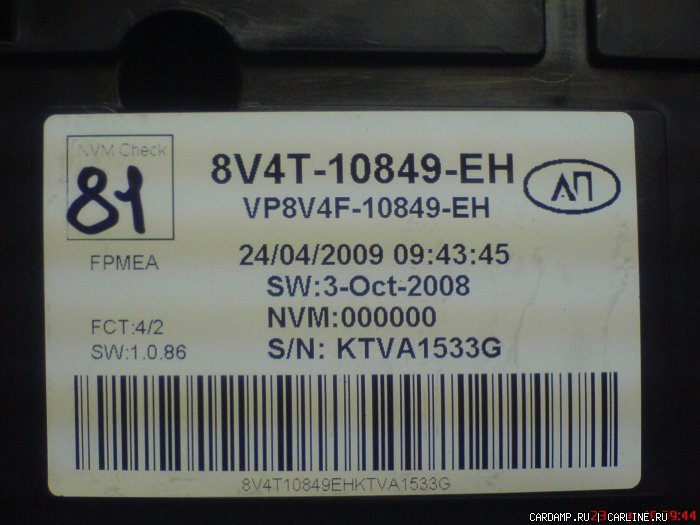 NVM Check
81
8V4T-10849-EH
ЛП
VP8V4F-10849-EH
FPMEA
24/04/2009 09:43:45
SW:3-Oct-2008
FCT:4/2
NVM:000000
SW:1.0.86
S/N: KTVA1533G
8V4T10849EHKTVA1533G
CARDAMP.RU | CARLINE.RU